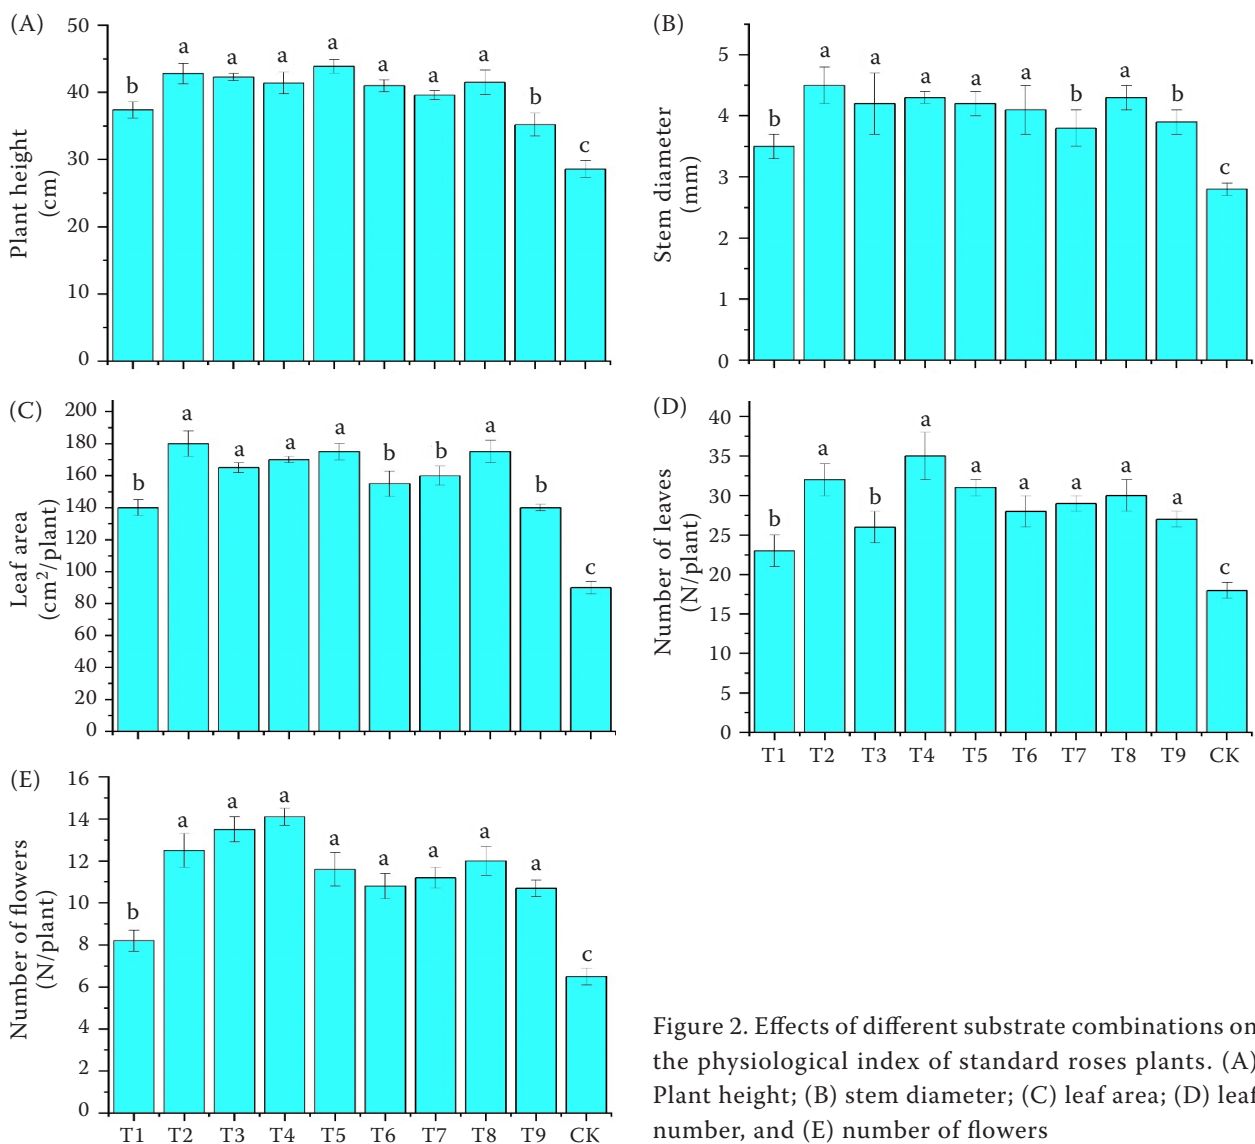 (A)
50
40
30
20
10
0
Plant height
(cm)
b
a
a
a
a
a
a
a
b
c
(B)
5
4
3
2
1
0
Stem diameter
(mm)
b
a
a
a
a
a
b
a
b
c
(C)
200
180
160
140
120
100
80
60
40
20
0
Leaf area
(cm²/plant)
b
a
a
a
a
b
b
a
b
c
(D)
40
35
30
25
20
15
10
5
0
Number of leaves
(N/plant)
b
a
b
a
a
a
a
a
a
c
T1 T2 T3 T4 T5 T6 T7 T8 T9 CK
(E)
16
14
12
10
8
6
4
2
0
Number of flowers
(N/plant)
b
a
a
a
a
a
a
a
a
c
T1 T2 T3 T4 T5 T6 T7 T8 T9 CK
Figure 2. Effects of different substrate combinations on
the physiological index of standard roses plants. (A)
Plant height; (B) stem diameter; (C) leaf area; (D) leaf
number, and (E) number of flowers